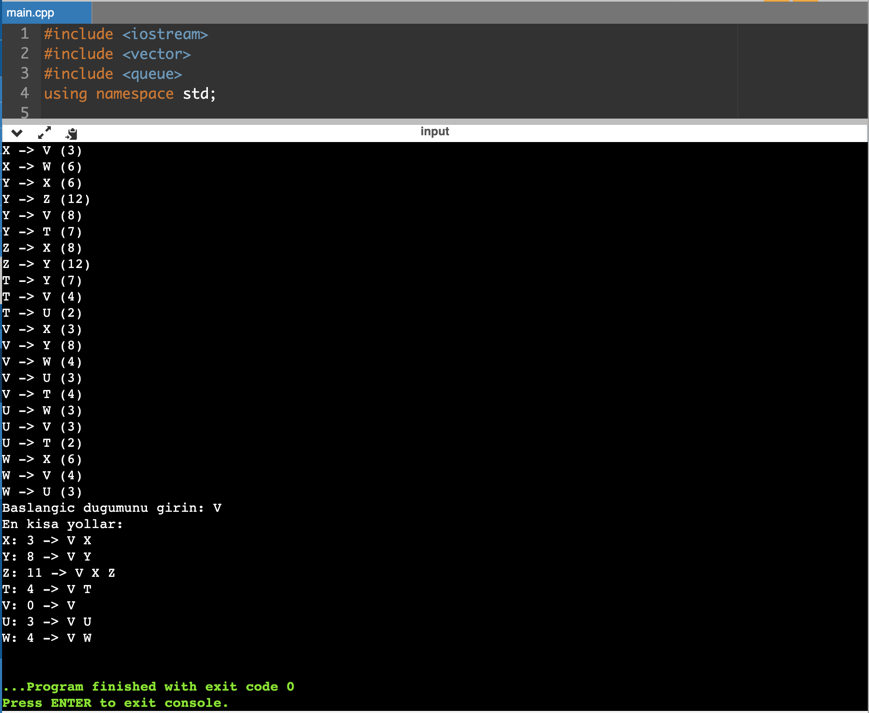 main.cpp
1 #include <iostream>
2 #include <vector>
3 #include <queue>
4 using namespace std;
5
input
X -> V (3)
X -> W (6)
Y -> X (6)
Y -> Z (12)
Y -> V (8)
Y -> T (7)
Z -> X (8)
Z -> Y (12)
T -> Y (7)
T -> V (4)
T -> U (2)
V -> X (3)
V -> Y (8)
V -> W (4)
V -> U (3)
V -> T (4)
U -> W (3)
U -> V (3)
U -> T (2)
W -> X (6)
W -> V (4)
W -> U (3)
Baslangic dugumunu girin: V
En kisa yollar:
X: 3 -> V X
Y: 8 -> V Y
Z: 11 -> V X Z
T: 4 -> V T
V: 0 -> V
U: 3 -> V U
W: 4 -> V W
...Program finished with exit code 0
Press ENTER to exit console.